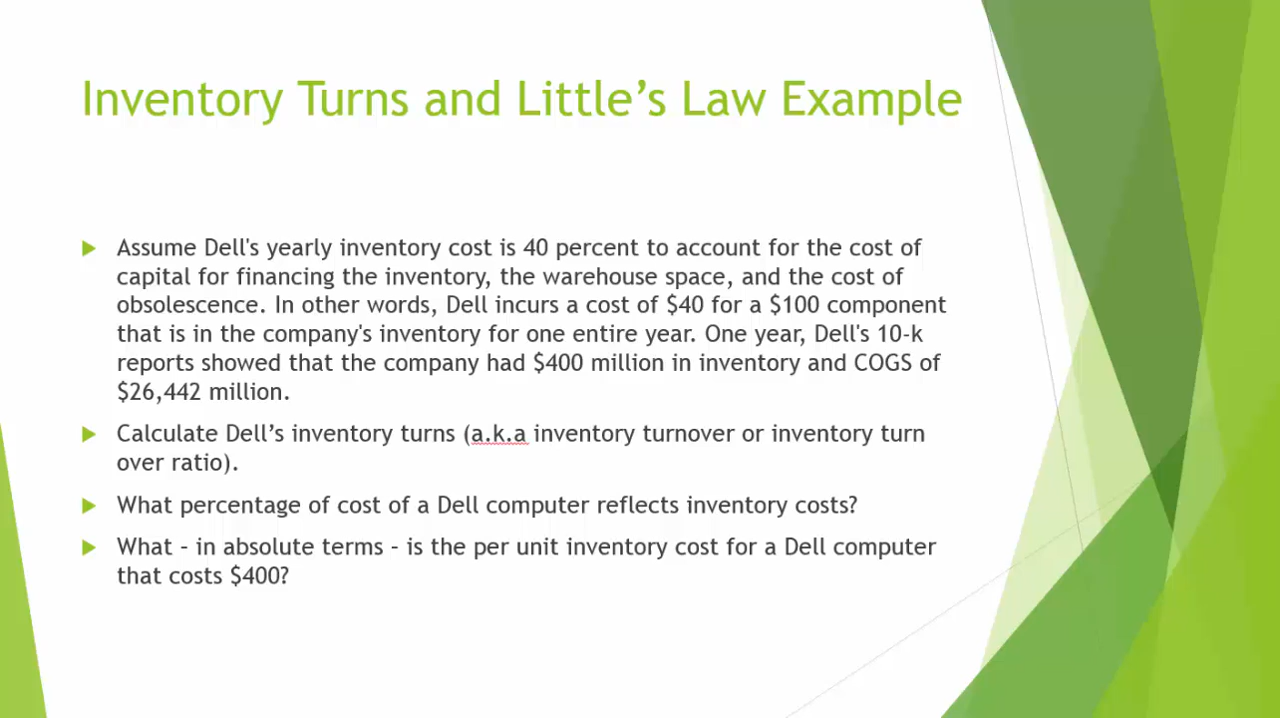 Inventory Turns and Little’s Law Example
Assume Dell's yearly inventory cost is 40 percent to account for the cost of
capital for financing the inventory, the warehouse space, and the cost of
obsolescence. In other words, Dell incurs a cost of $40 for a $100 component
that is in the company's inventory for one entire year. One year, Dell's 10-k
reports showed that the company had $400 million in inventory and COGS of
$26,442 million.
Calculate Dell’s inventory turns (a.k.a inventory turnover or inventory turn
over ratio).
What percentage of cost of a Dell computer reflects inventory costs?
What – in absolute terms – is the per unit inventory cost for a Dell computer
that costs $400?